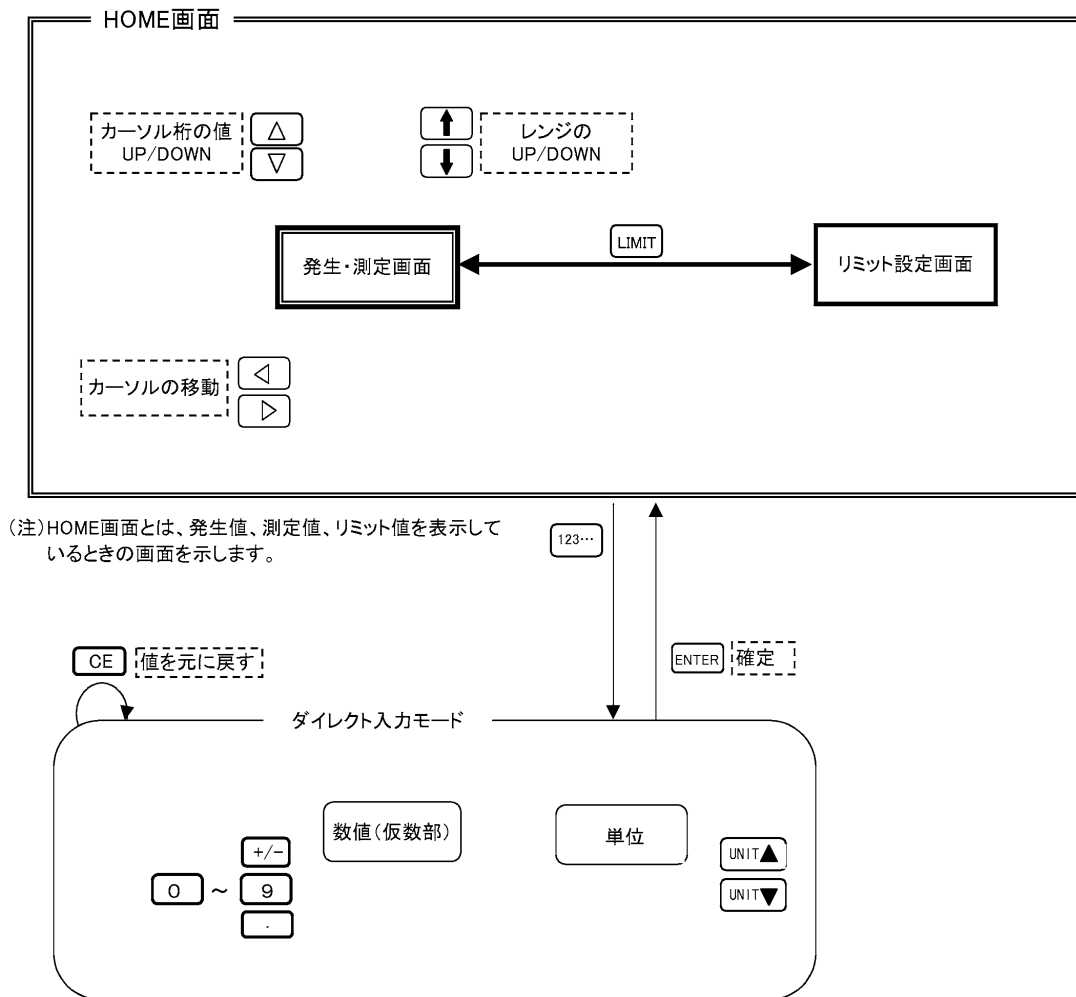 HOME画面
カーソル桁の値
UP/DOWN
△
▽
↑
↓
レンジの
UP/DOWN
発生・測定画面
LIMIT
リミット設定画面
カーソルの移動
◁
▷
(注)HOME画面とは、発生値、測定値、リミット値を表示して
いるときの画面を示します。
123…
CE
値を元に戻す
ENTER
確定
ダイレクト入力モード
数値(仮数部)
単位
+/−
0 ~ 9
.
UNIT▲
UNIT▼